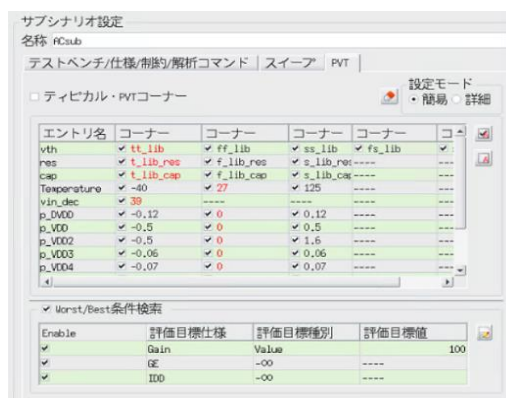 サブシナリオ設定
名称 ACsub
テストベンチ/仕様/制約/解析コマンド スイープ PVT
ティピカル・PVTコーナー
設定モード
簡易 詳細
エントリ名 コーナー コーナー コーナー コーナー コ
vth tt_lib ff_lib ss_lib fs_lib
res t_lib_res f_lib_res s_lib_res ---- ---
cap t_lib_cap f_lib_cap s_lib_cap ---- ---
Temperature -40 27 125 ---- ---
vin_dec 39 ---- ---- ---- ---
p_DVDD -0.12 0 0.12 ---- ---
p_VDD -0.5 0 0.5 ---- ---
p_VDD2 -0.5 0 1.6 ---- ---
p_VDD3 -0.06 0 0.06 ---- ---
p_VDD4 -0.07 0 0.07 ---- ---
Worst/Best条件検索
Enable 評価目標仕様 評価目標種別 評価目標値
Gain Value 100
GE -OO ----
IDD -OO ----